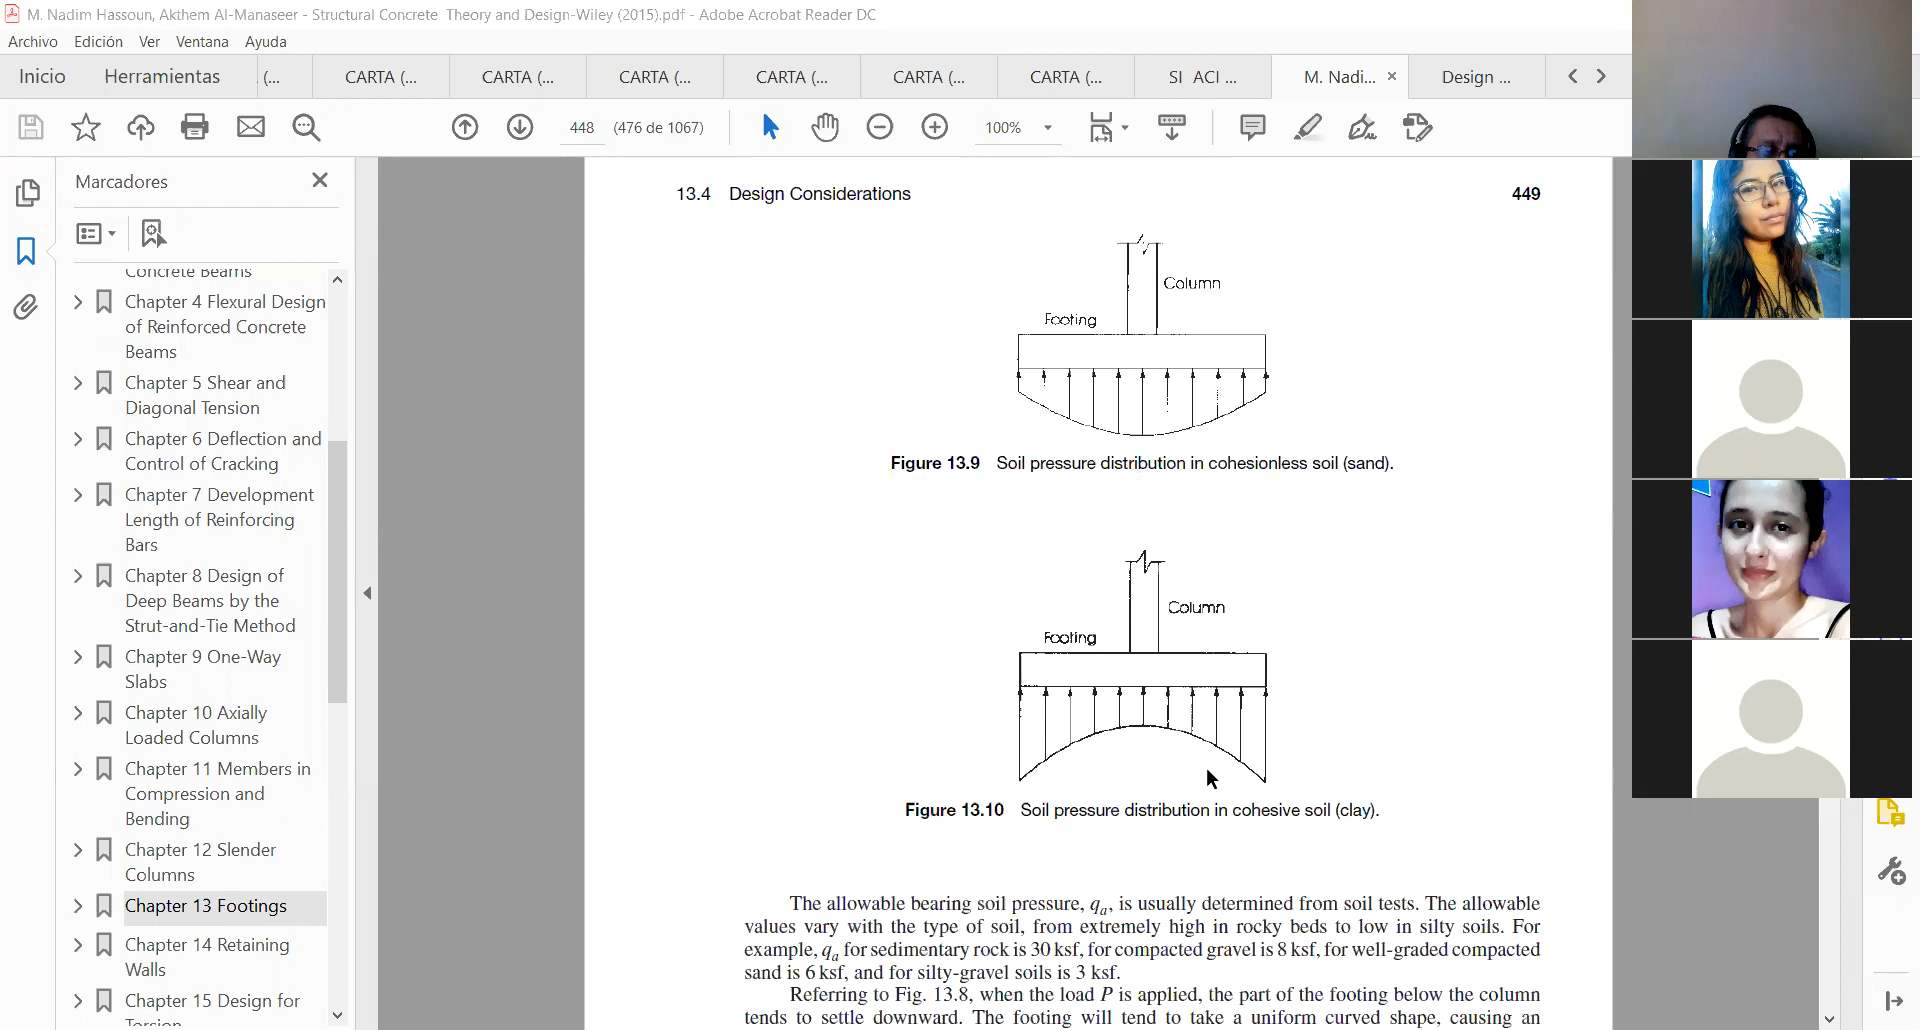 M. Nadim Hassoun, Akthem Al-Manaseer - Structural Concrete Theory and Design-Wiley (2015).pdf - Adobe Acrobat Reader DC
Archivo Edición Ver Ventana Ayuda
Inicio Herramientas (... CARTA (... CARTA (... CARTA (... CARTA (... CARTA (... CARTA (... SI ACI ... M. Nadi... × Design ...
448 (476 de 1067) 100%
Marcadores
Concrete Beams
Chapter 4 Flexural Design
of Reinforced Concrete
Beams
Chapter 5 Shear and
Diagonal Tension
Chapter 6 Deflection and
Control of Cracking
Chapter 7 Development
Length of Reinforcing
Bars
Chapter 8 Design of
Deep Beams by the
Strut-and-Tie Method
Chapter 9 One-Way
Slabs
Chapter 10 Axially
Loaded Columns
Chapter 11 Members in
Compression and
Bending
Chapter 12 Slender
Columns
Chapter 13 Footings
Chapter 14 Retaining
Walls
Chapter 15 Design for
Torsion
13.4 Design Considerations 449
Column
Footing
Figure 13.9 Soil pressure distribution in cohesionless soil (sand).
Column
Footing
Figure 13.10 Soil pressure distribution in cohesive soil (clay).
The allowable bearing soil pressure, qa, is usually determined from soil tests. The allowable
values vary with the type of soil, from extremely high in rocky beds to low in silty soils. For
example, qa for sedimentary rock is 30 ksf, for compacted gravel is 8 ksf, for well-graded compacted
sand is 6 ksf, and for silty-gravel soils is 3 ksf.
Referring to Fig. 13.8, when the load P is applied, the part of the footing below the column
tends to settle downward. The footing will tend to take a uniform curved shape, causing an